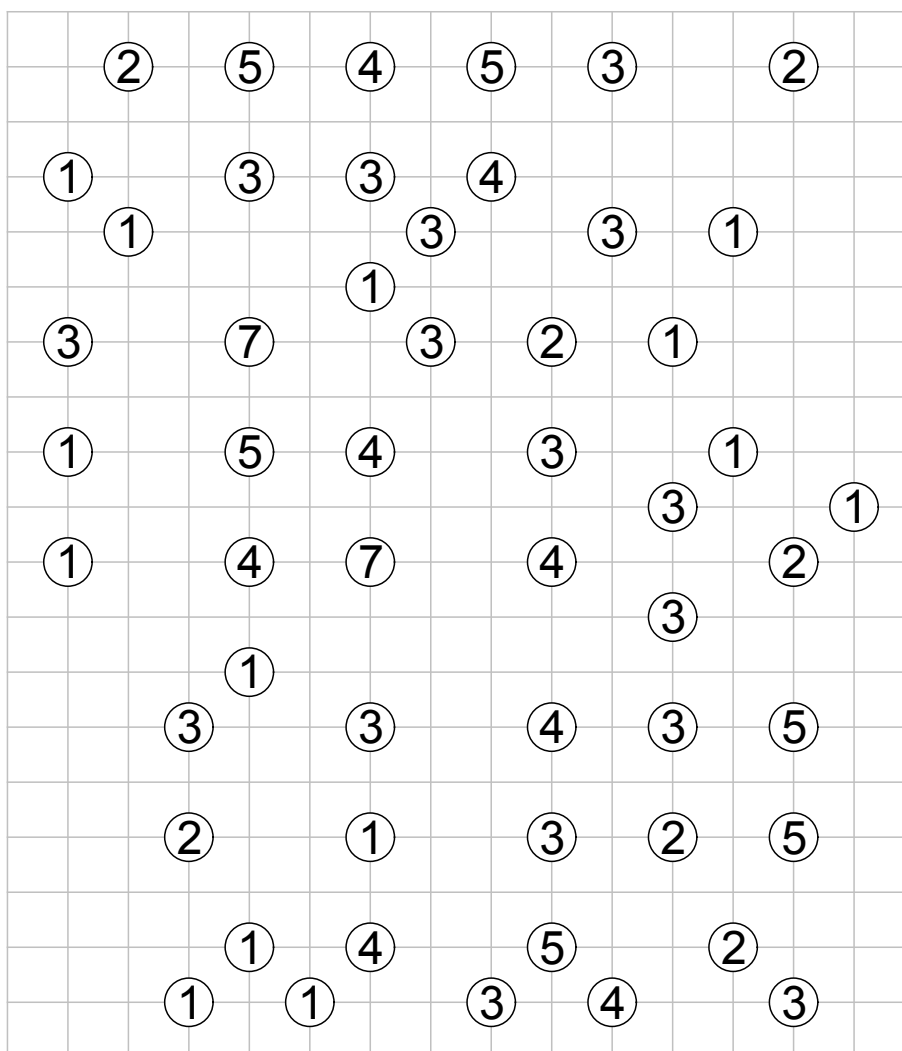 2 5 4 5 3 2
1 3 3 4
1 3 3 1
1
3 7 3 2 1
1 5 4 3 1
3 1
1 4 7 4 2
3
1
3 3 4 3 5
2 1 3 2 5
1 4 5 2
1 1 3 4 3